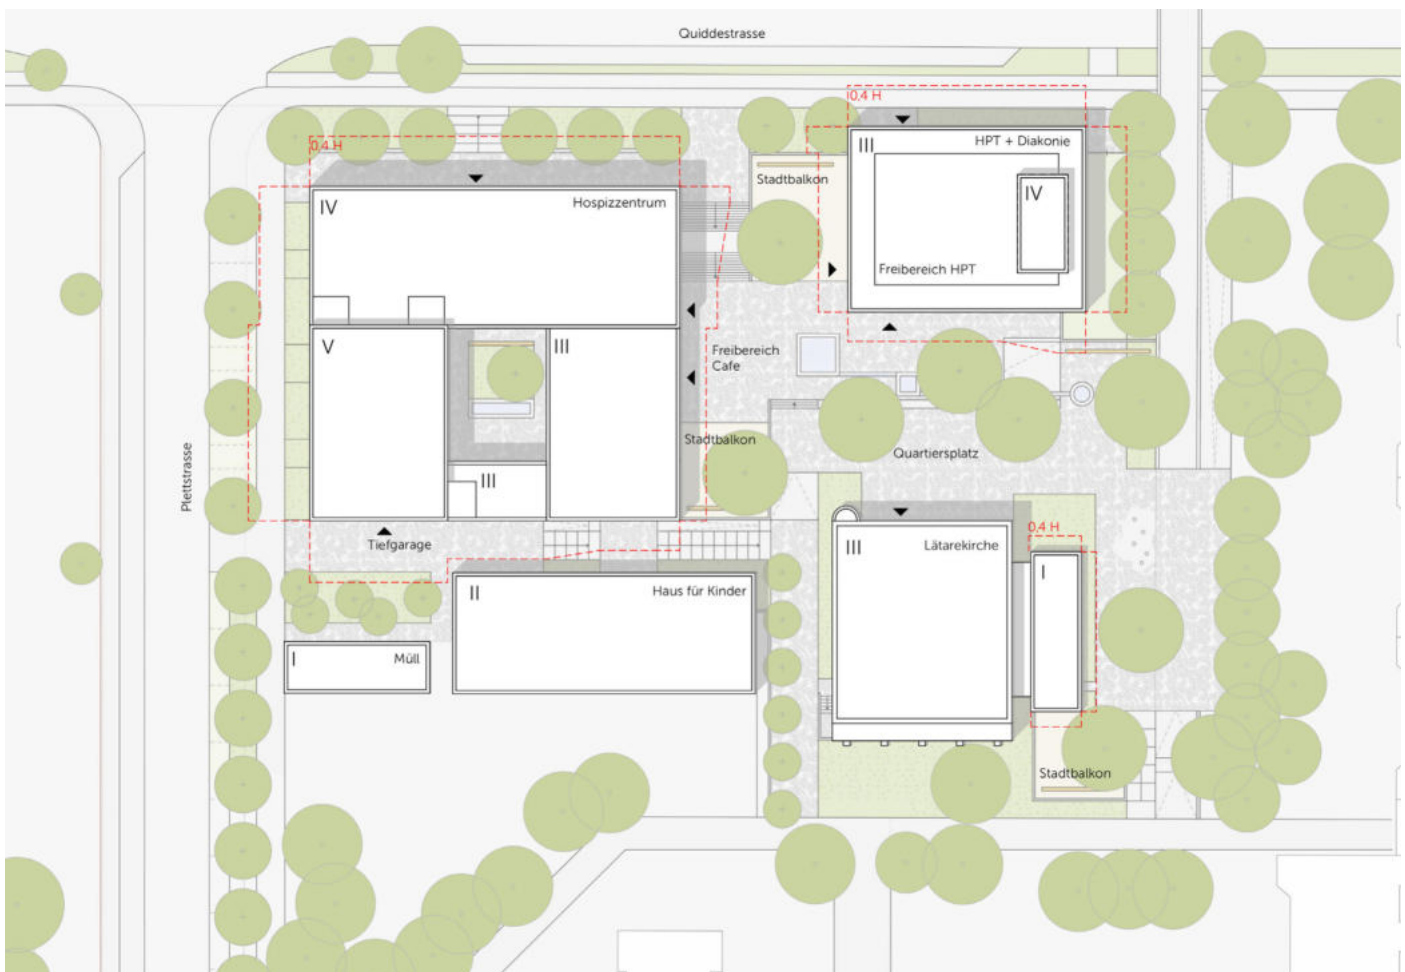 Quiddestrasse
0,4 H
III
HPT + Diakonie
0,4 H
Stadtbalkon
IV
IV
Hospizzentrum
Freibereich HPT
V
III
Freibereich
Cafe
Stadtbalkon
Quartiersplatz
Plettstrasse
III
Tiefgarage
III
Lätarekirche
0,4 H
I
II
Haus für Kinder
I
Müll
Stadtbalkon